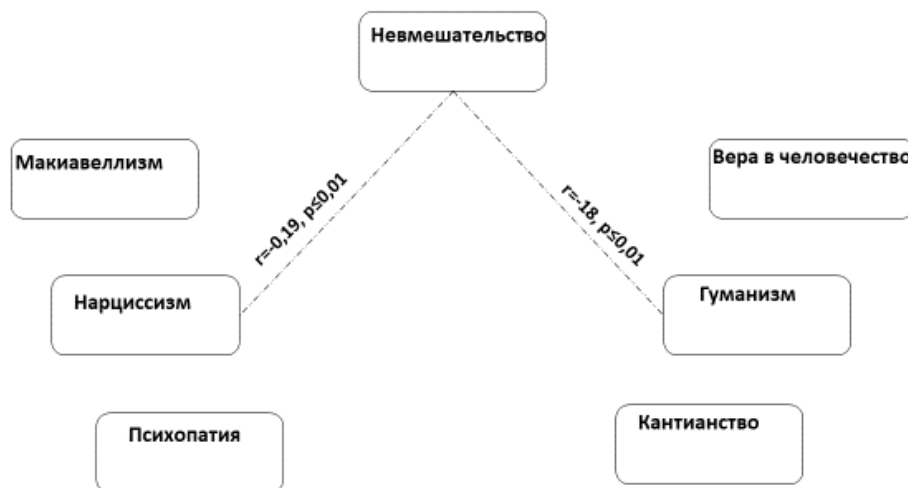 Невмешательство
Макиавеллизм
Вера в человечество
r=-0,19, p≤0,01
r=-18, p≤0,01
Нарциссизм
Гуманизм
Психопатия
Кантианство